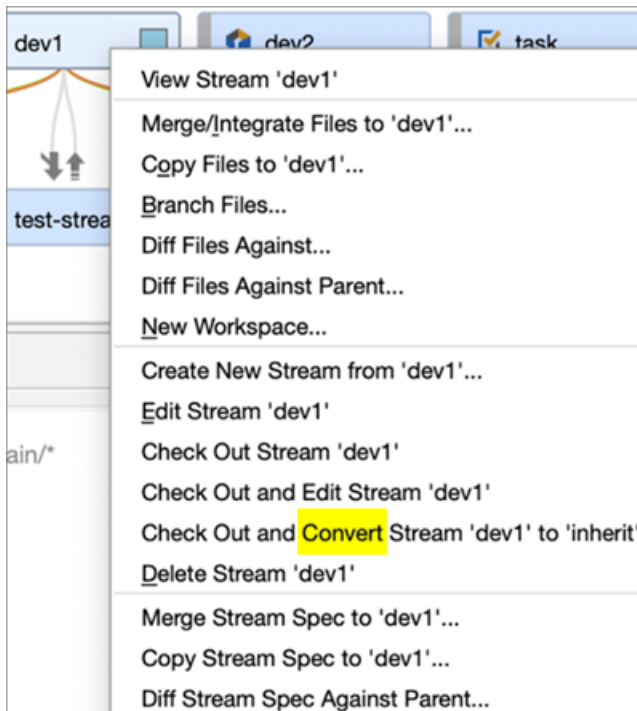 dev1
dev2
task
View Stream 'dev1'
Merge/Integrate Files to 'dev1'...
Copy Files to 'dev1'...
Branch Files...
test-strea
Diff Files Against...
Diff Files Against Parent...
New Workspace...
Create New Stream from 'dev1'...
Edit Stream 'dev1'
ain/*
Check Out Stream 'dev1'
Check Out and Edit Stream 'dev1'
Check Out and Convert Stream 'dev1' to 'inherit'
Delete Stream 'dev1'
Merge Stream Spec to 'dev1'...
Copy Stream Spec to 'dev1'...
Diff Stream Spec Against Parent...